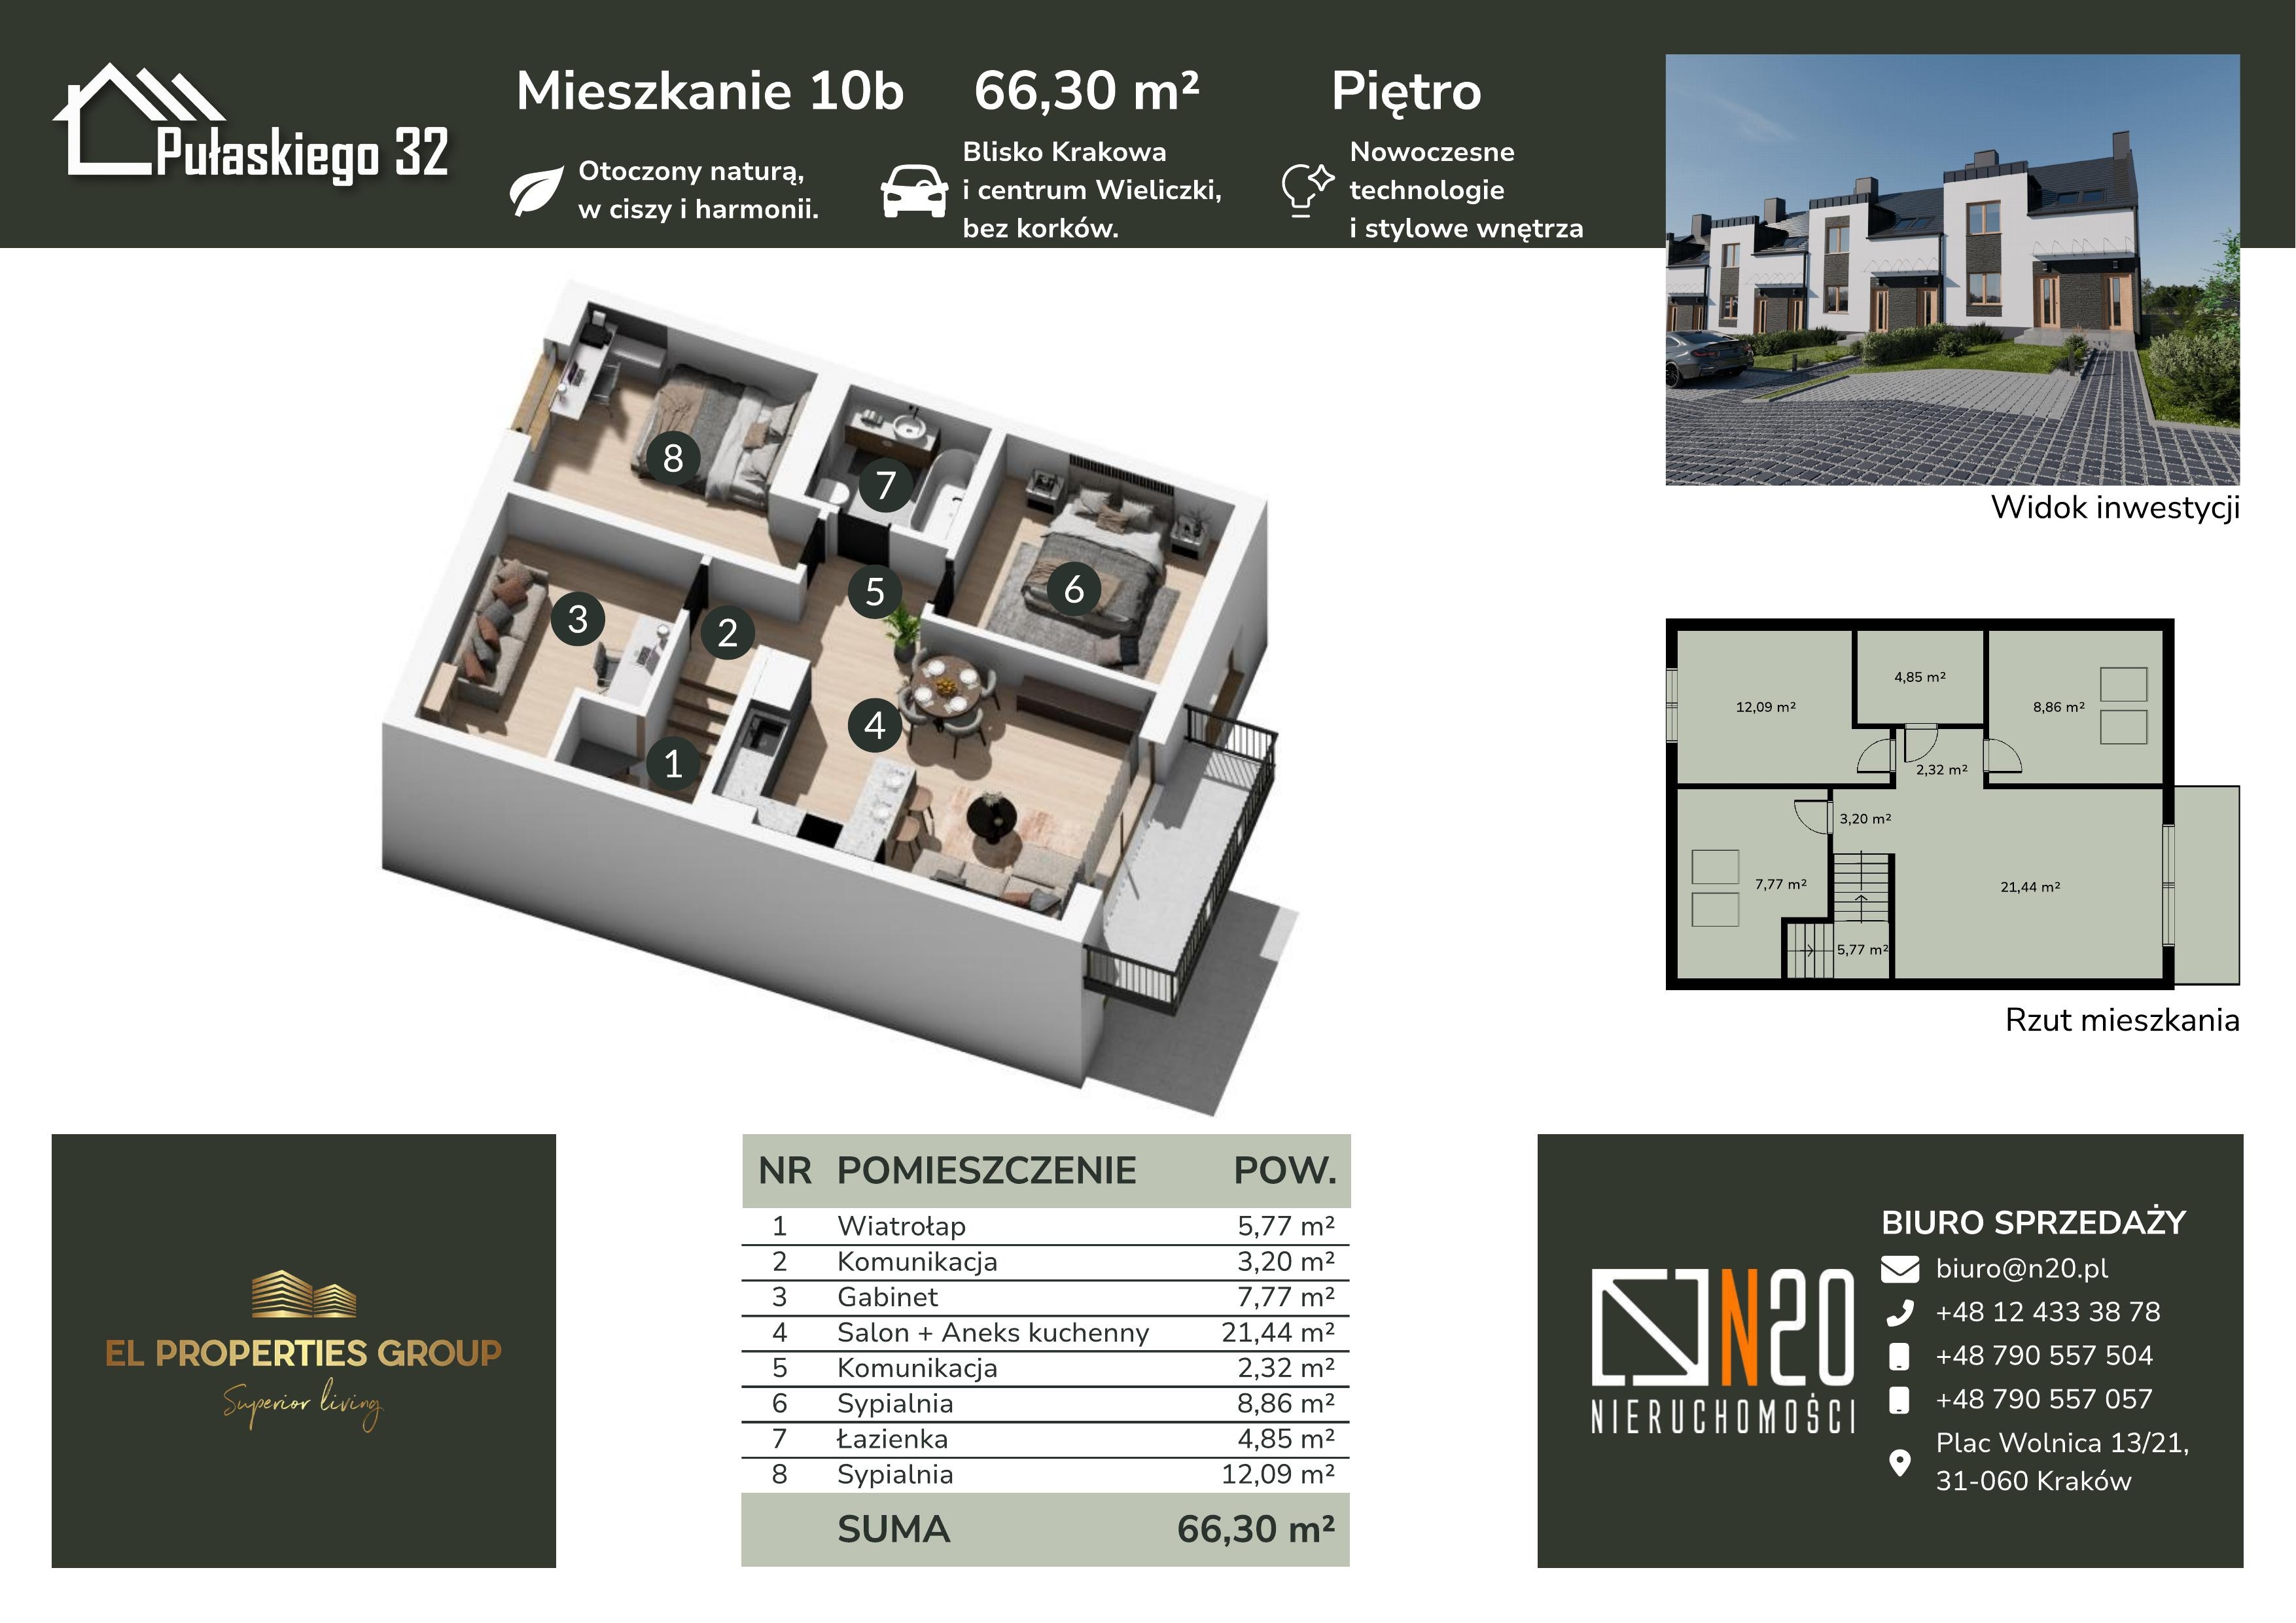 Pułaskiego 32
Mieszkanie 10b
66,30 m²
Piętro
Otoczony naturą,
w ciszy i harmonii.
Blisko Krakowa
i centrum Wieliczki,
bez korków.
Nowoczesne
technologie
i stylowe wnętrza
Widok inwestycji
8
7
6
5
3
2
4
1
12,09 m²
4,85 m²
8,86 m²
2,32 m²
3,20 m²
7,77 m²
21,44 m²
5,77 m²
Rzut mieszkania
EL PROPERTIES GROUP
Superior living
NR POMIESZCZENIE POW.
1 Wiatrołap 5,77 m²
2 Komunikacja 3,20 m²
3 Gabinet 7,77 m²
4 Salon + Aneks kuchenny 21,44 m²
5 Komunikacja 2,32 m²
6 Sypialnia 8,86 m²
7 Łazienka 4,85 m²
8 Sypialnia 12,09 m²
SUMA 66,30 m²
N20
NIERUCHOMOŚCI
BIURO SPRZEDAŻY
biuro@n20.pl
+48 12 433 38 78
+48 790 557 504
+48 790 557 057
Plac Wolnica 13/21,
31-060 Kraków